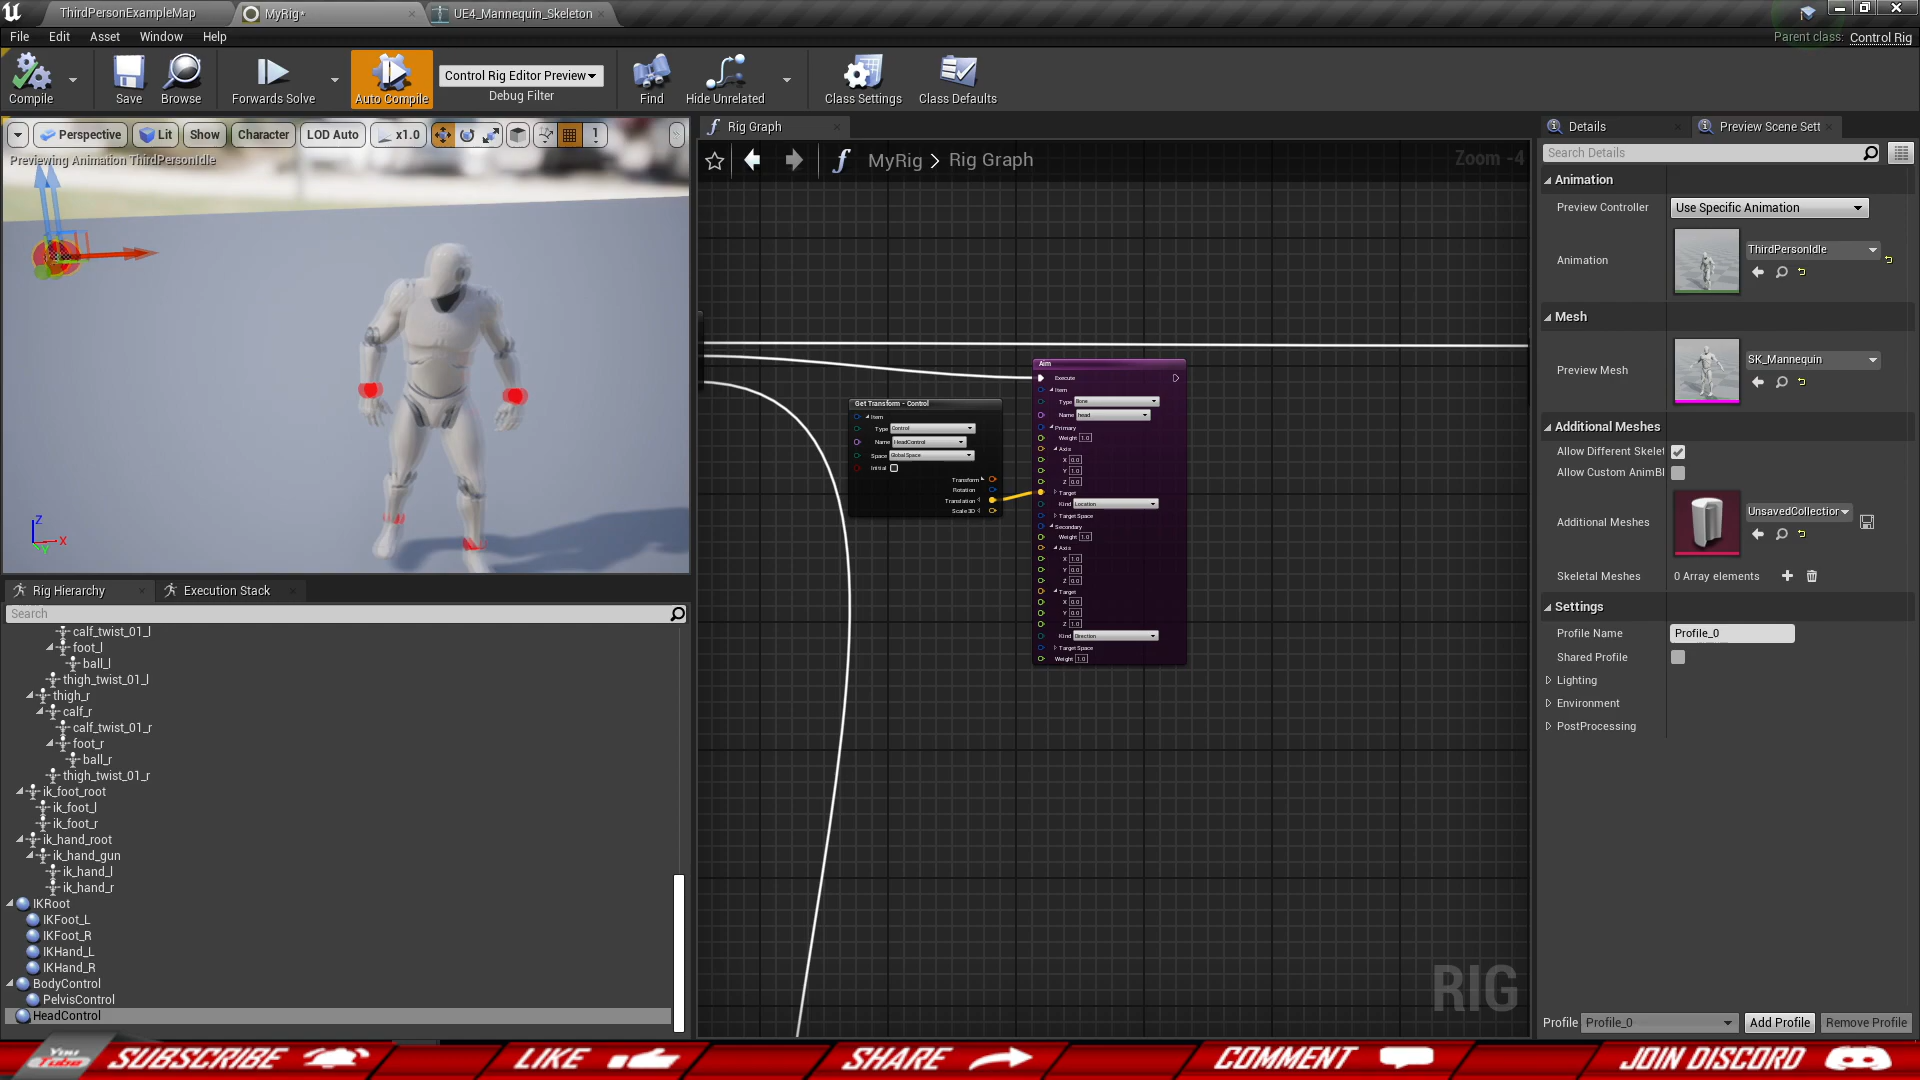 ThirdPersonExampleMap
MyRig*
UE4_Mannequin_Skeleton
File Edit Asset Window Help
Parent class: Control Rig
Compile
Save
Browse
Forwards Solve
Auto Compile
Control Rig Editor Preview
Debug Filter
Find
Hide Unrelated
Class Settings
Class Defaults
Perspective
Lit
Show
Character
LOD Auto
x1.0
1
Previewing Animation ThirdPersonIdle
Z
X
Y
Rig Graph
MyRig > Rig Graph
Zoom -4
Get Transform - Control
Item
Type Control
Name HeadControl
Space Global Space
Initial
Transform
Rotation
Translation
Scale 3D
Aim
Execute
Item
Type Bone
Name head
Primary
Weight 1.0
Axis
X 0.0
Y 1.0
Z 0.0
Target
Kind Location
Target Space
Secondary
Weight 1.0
Axis
X 1.0
Y 0.0
Z 0.0
Target
X 0.0
Y 0.0
Z 1.0
Kind Direction
Target Space
Weight 1.0
RIG
Rig Hierarchy
Execution Stack
Search
calf_twist_01_l
foot_l
ball_l
thigh_twist_01_l
thigh_r
calf_r
calf_twist_01_r
foot_r
ball_r
thigh_twist_01_r
ik_foot_root
ik_foot_l
ik_foot_r
ik_hand_root
ik_hand_gun
ik_hand_l
ik_hand_r
IKRoot
IKFoot_L
IKFoot_R
IKHand_L
IKHand_R
BodyControl
PelvisControl
HeadControl
Details
Preview Scene Sett
Search Details
Animation
Preview Controller
Use Specific Animation
Animation
ThirdPersonIdle
Mesh
Preview Mesh
SK_Mannequin
Additional Meshes
Allow Different Skelet
Allow Custom AnimBl
Additional Meshes
UnsavedCollection
Skeletal Meshes
0 Array elements
Settings
Profile Name
Profile_0
Shared Profile
Lighting
Environment
PostProcessing
Profile
Profile_0
Add Profile
Remove Profile
You Tube
SUBSCRIBE
LIKE
SHARE
COMMENT
JOIN DISCORD